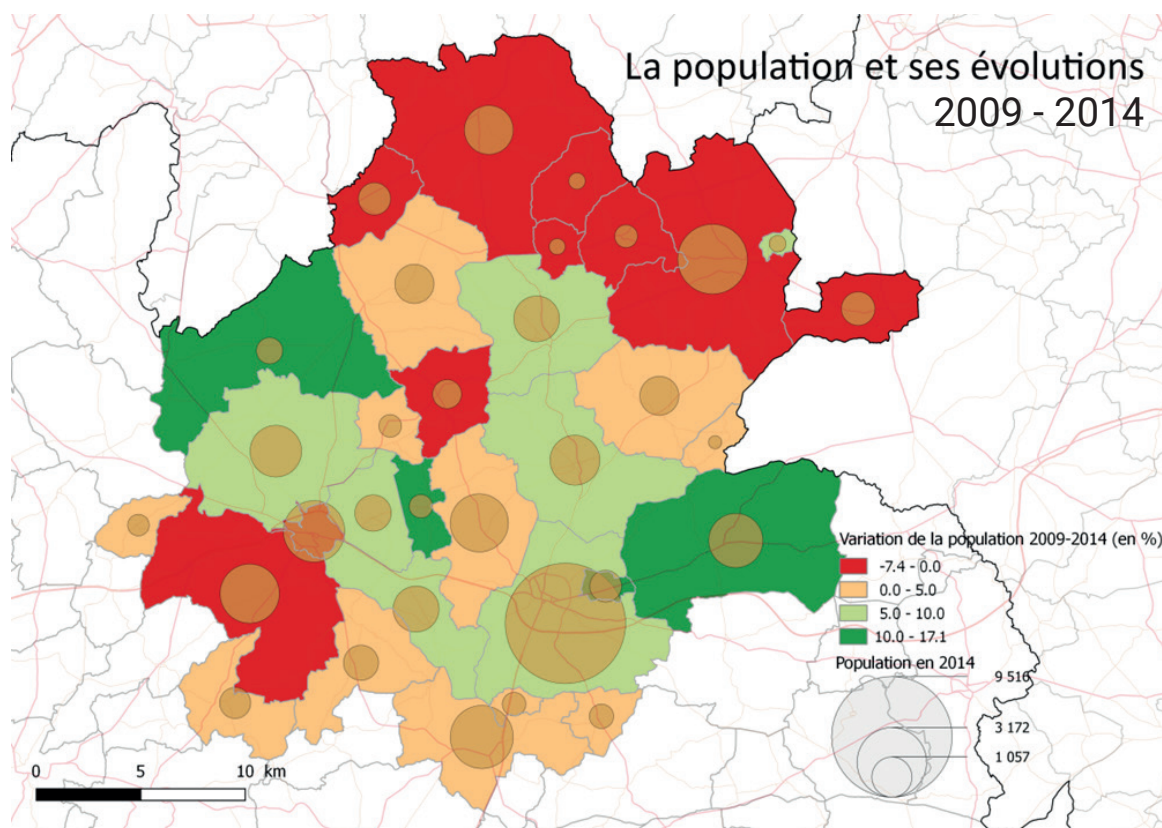 La population et ses évolutions
2009 - 2014
Variation de la population 2009-2014 (en %)
-7.4 - 0.0
0.0 - 5.0
5.0 - 10.0
10.0 - 17.1
Population en 2014
9 516
3 172
1 057
0 5 10 km